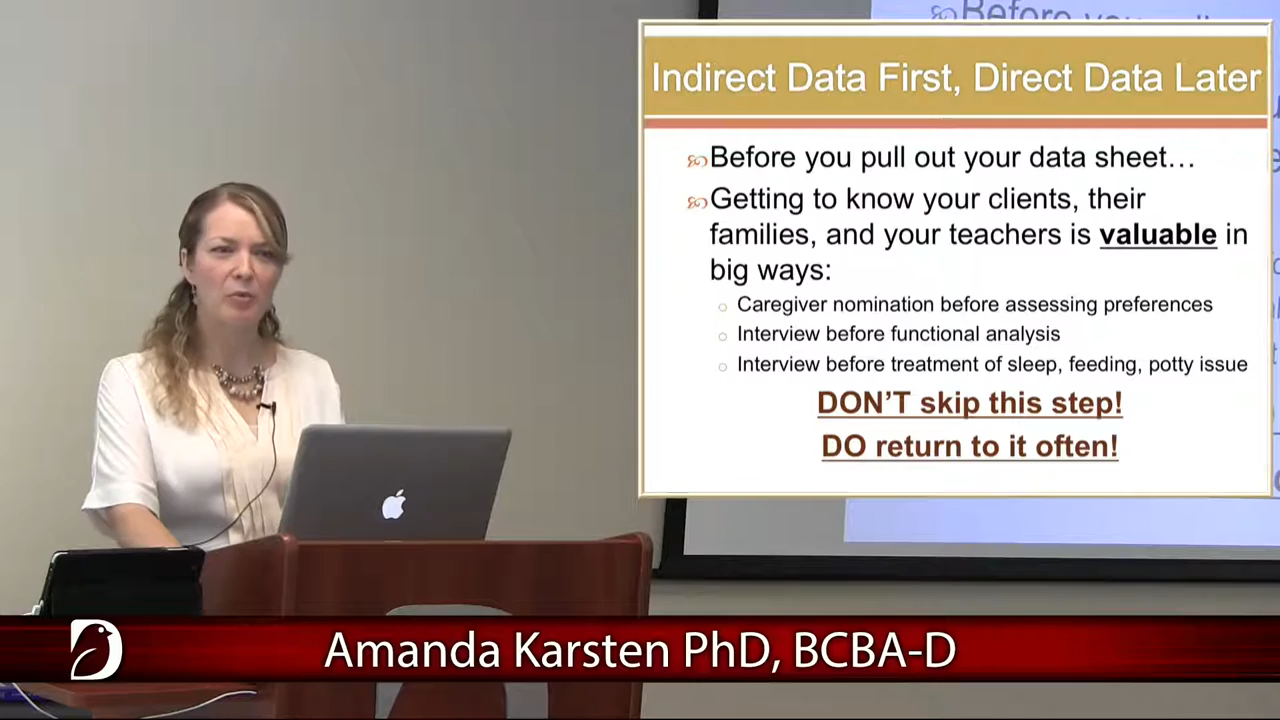 Before you
Indirect Data First, Direct Data Later
Before you pull out your data sheet…
Getting to know your clients, their
families, and your teachers is valuable in
big ways:
Caregiver nomination before assessing preferences
Interview before functional analysis
Interview before treatment of sleep, feeding, potty issue
DON'T skip this step!
DO return to it often!
D
Amanda Karsten PhD, BCBA-D